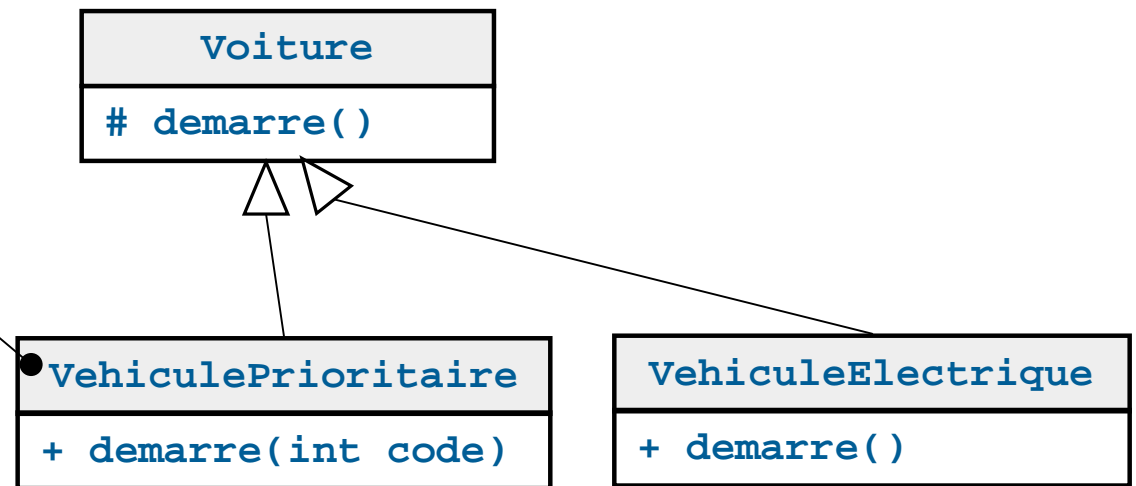 Voiture
# demarre()
VehiculePrioritaire
+ demarre(int code)
VehiculeElectrique
+ demarre()